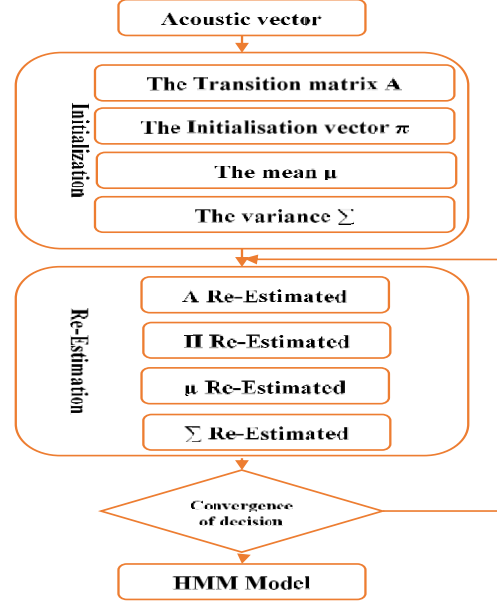 Acoustic vector
Initialization
The Transition matrix A
The Initialisation vector π
The mean μ
The variance ∑
Re-Estimation
A Re-Estimated
Π Re-Estimated
μ Re-Estimated
∑ Re-Estimated
Convergence
of decision
HMM Model